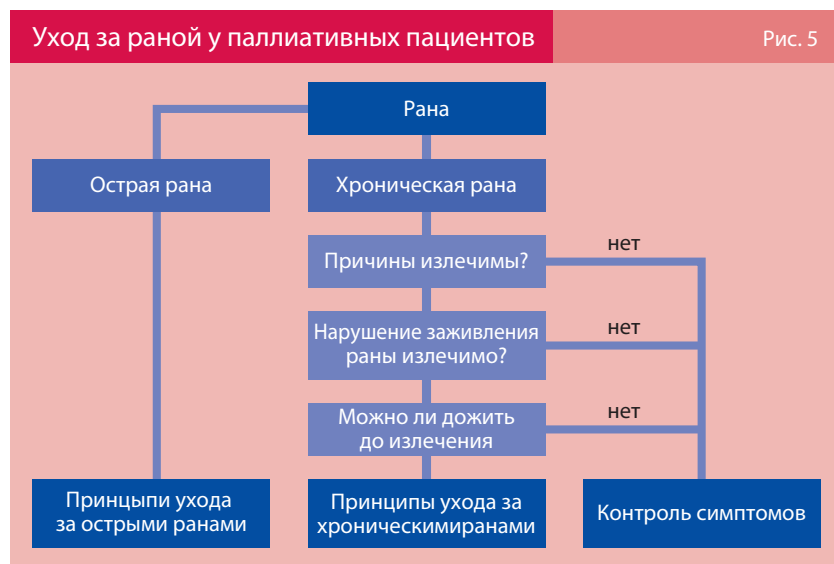 Уход за раной у паллиативных пациентов
Рис. 5
Рана
Острая рана
Хроническая рана
Причины излечимы?
нет
Нарушение заживления
раны излечимо?
нет
Можно ли дожить
до излечения
нет
Принцыпи ухода
за острыми ранами
Принципы ухода за
хроническимиранами
Контроль симптомов